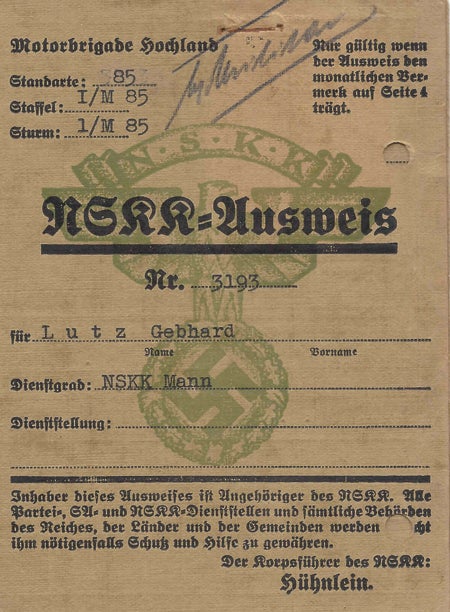 Motorbrigade Hochland
Nur gültig wenn
der Ausweis den
monatlichen Ver-
merk auf Seite 4
trägt.
Standarte: 85
Staffel: I/M 85
Sturm: 1/M 85
N·S·K·K
NSKK=Ausweis
Nr. 3193
für Lutz Gebhard
Name Vorname
Dienstgrad: NSKK Mann
Dienststellung:
Inhaber dieses Ausweises ist Angehöriger des NSKK. Alle
Partei-, SA- und NSKK-Dienststellen und sämtliche Behörden
des Reiches, der Länder und der Gemeinden werden cht
ihm nötigenfalls Schutz und Hilfe zu gewähren.
Der Korpsführer des NSKK:
Hühnlein.